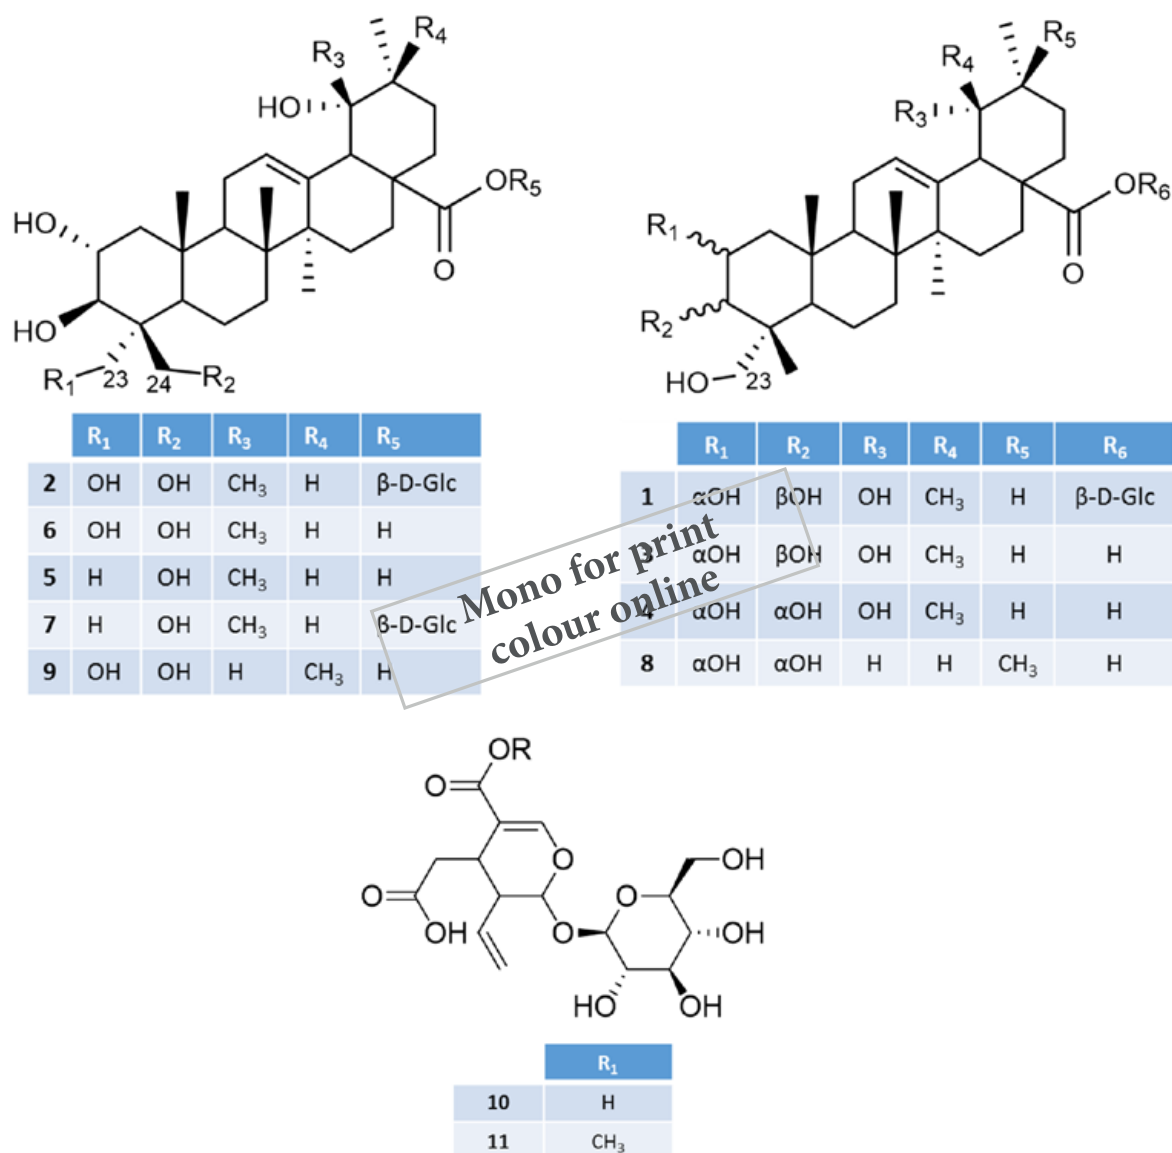 R3
R4
HO
OR5
O
HO
HO
R1
23
24
R2
R4
R5
R3
OR6
O
R1
R2
HO
23
R1 R2 R3 R4 R5
2 OH OH CH3 H β-D-Glc
6 OH OH CH3 H H
5 H OH CH3 H H
7 H OH CH3 H β-D-Glc
9 OH OH H CH3 H
R1 R2 R3 R4 R5 R6
1 αOH βOH OH CH3 H β-D-Glc
3 αOH βOH OH CH3 H H
4 αOH αOH OH CH3 H H
8 αOH αOH H H CH3 H
Mono for print
colour online
OR
O
O
O
OH
O
OH
O
OH
HO
OH
R1
10 H
11 CH3